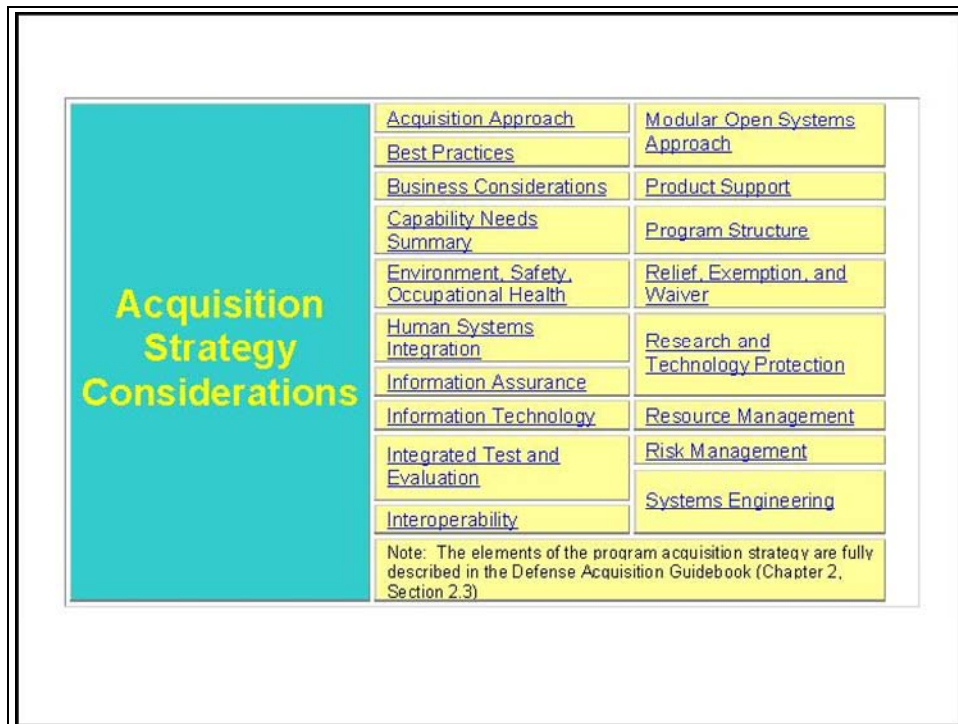 Acquisition
Strategy
Considerations
Acquisition Approach
Best Practices
Business Considerations
Capability Needs
Summary
Environment, Safety,
Occupational Health
Human Systems
Integration
Information Assurance
Information Technology
Integrated Test and
Evaluation
Interoperability
Modular Open Systems
Approach
Product Support
Program Structure
Relief, Exemption, and
Waiver
Research and
Technology Protection
Resource Management
Risk Management
Systems Engineering
Note: The elements of the program acquisition strategy are fully
described in the Defense Acquisition Guidebook (Chapter 2,
Section 2.3)